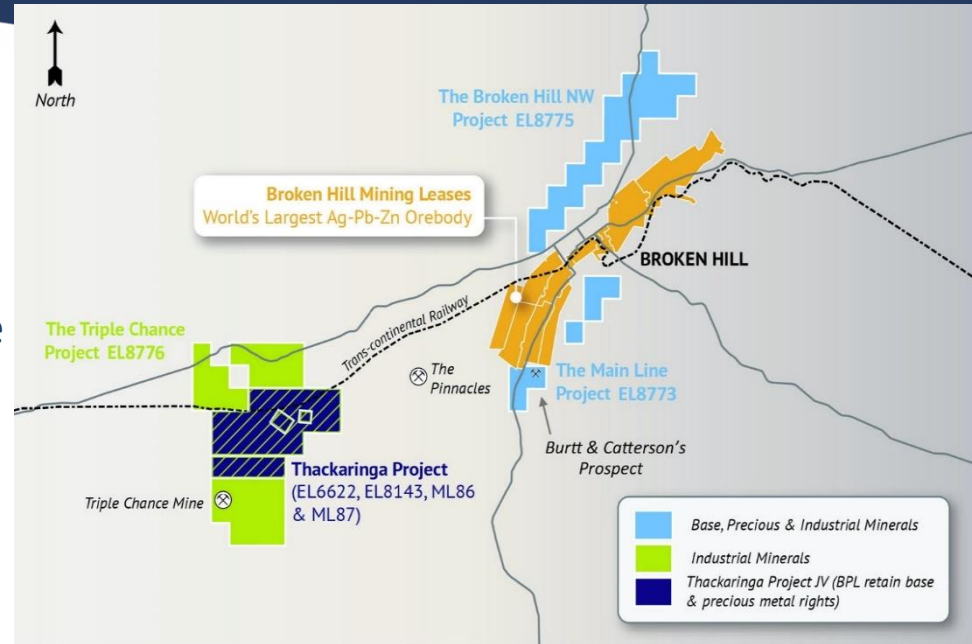 North
The Broken Hill NW
Project EL8775
Broken Hill Mining Leases
World's Largest Ag-Pb-Zn Orebody
BROKEN HILL
Trans-continental Railway
The Triple Chance
Project EL8776
The
Pinnacles
The Main Line
Project EL8773
Burtt & Catterson's
Prospect
Thackaringa Project
(EL6622, EL8143, ML86
& ML87)
Triple Chance Mine
Base, Precious & Industrial Minerals
Industrial Minerals
Thackaringa Project JV (BPL retain base
& precious metal rights)